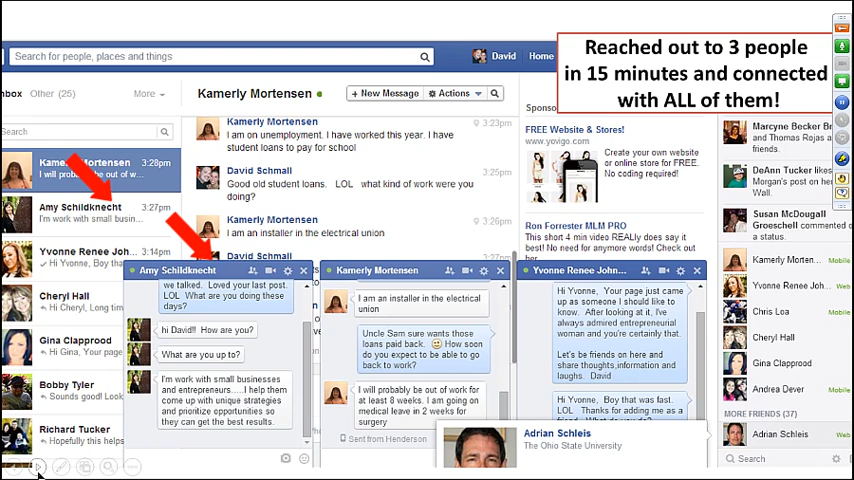 Reached out to 3 people
in 15 minutes and connected
with ALL of them!
Search for people, places and things
David
Home
Other (25)
More
Kamerly Mortensen
+ New Message
Actions
Search
Kamerly Mortensen 3:28pm
I will probably be out of w...
Amy Schildknecht 3:27pm
I'm work with small busin...
Yvonne Renee Joh... 3:14pm
Hi Yvonne, Boy tha
Cheryl Hall
Hi Cheryl, Long tim
Gina Clapprood
Hi Gina, Your page
Bobby Tyler
Sounds good! Look
Richard Tucker
Hopefully this helps
Kamerly Mortensen 3:23pm
I am on unemployment. I have worked this year. I have
student loans to pay for school
David Schmall 3:25pm
Good old student loans. LOL what kind of work were you
doing?
Kamerly Mortensen 3:26pm
I am an installer in the electrical union
David Schmall
Spons
FREE Website & Stores!
www.yovigo.com
Create your own website
or online store for FREE.
No coding required!
Ron Forrester MLM PRO
This short 4 min video REALly does say it
best! No need for anymore words! Check out
Marcyne Becker Br
and Thomas Rojas
are
DeAnn Tucker likes
Morgan's post on her
Susan McDougall
Groeschell commented
on a
Kamerly Morten... Mobile
Yvonne Renee ... Web
Chris Loa Mobile
Cheryl Hall
Gina Clapprood
Andrea Dever Mobile
MORE FRIENDS (37)
Adrian Schleis Web
Search
Amy Schildknecht
we talked. Loved your last post.
LOL What are you doing these
days?
hi David!! How are you?
What are you up to?
I'm work with small businesses
and entrepreneurs.....I help them
come up with unique strategies
and prioritize opportunities so
they can get the best results.
Kamerly Mortensen
I am an installer in the electrical
union
Uncle Sam sure wants those
loans paid back. How soon
do you expect to be able to go
back to work?
I will probably be out of work for
at least 8 weeks. I am going on
medical leave in 2 weeks for
surgery
Sent from Henderson
Yvonne Renee John...
Hi Yvonne, Your page just came
up as someone I should like to
know. After looking at it, I've
always admired entrepreneurial
woman and you're certainly that.
Let's be friends on here and
share thoughts,information and
laughs. David
Hi Yvonne, Boy that was fast.
LOL Thanks for adding me as a
Adrian Schleis
The Ohio State University